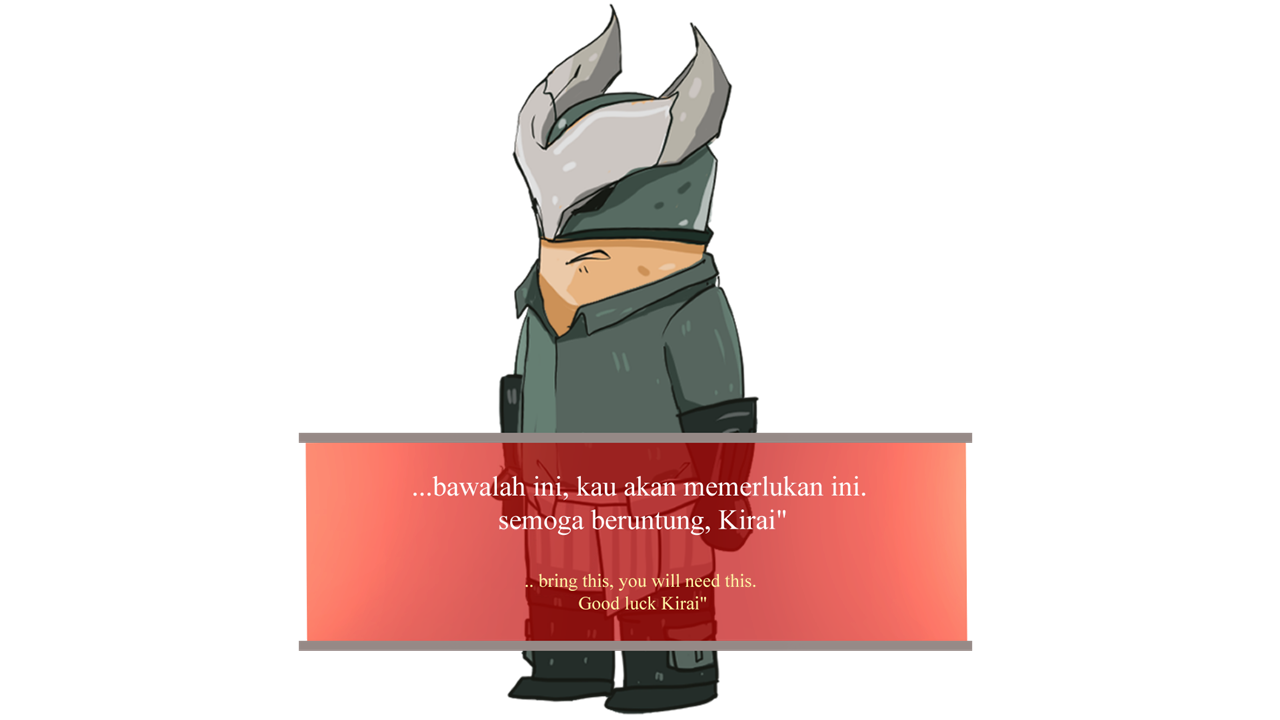 ...bawalah ini, kau akan memerlukan ini.
semoga beruntung, Kirai"
.. bring this, you will need this.
Good luck Kirai"